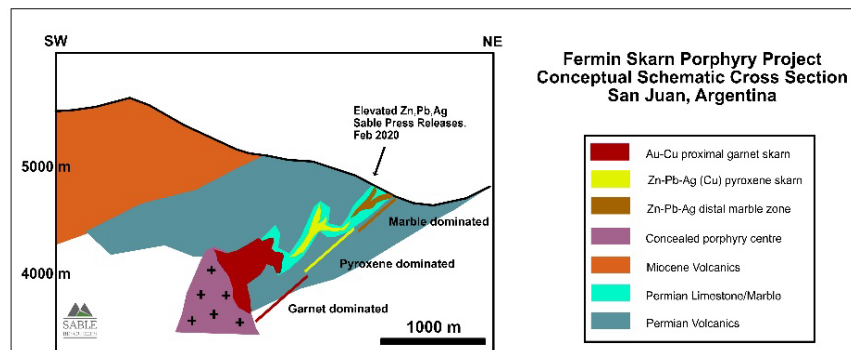 SW
NE
Fermin Skarn Porphyry Project
Conceptual Schematic Cross Section
San Juan, Argentina
Elevated Zn,Pb,Ag
Sable Press Releases.
Feb 2020
5000 m
4000 m
Marble dominated
Pyroxene dominated
Garnet dominated
1000 m
SABLE
RESOURCES
Au-Cu proximal garnet skarn
Zn-Pb-Ag (Cu) pyroxene skarn
Zn-Pb-Ag distal marble zone
Concealed porphyry centre
Miocene Volcanics
Permian Limestone/Marble
Permian Volcanics